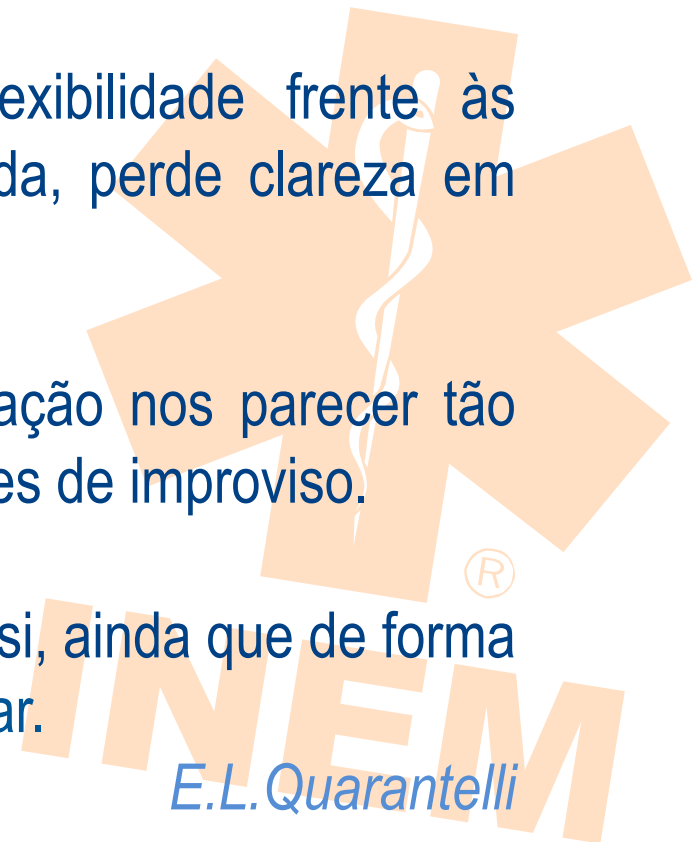 exibilidade frente às
da, perde clareza em
ação nos parecer tão
es de improviso.
si, ainda que de forma
ar.
E.L.Quarantelli
®
INEM